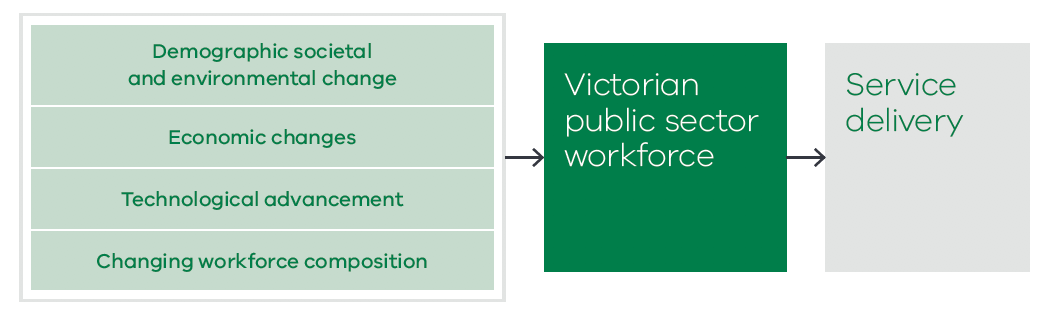 Demographic societal
and environmental change
Economic changes
Technological advancement
Changing workforce composition
Victorian
public sector
workforce
Service
delivery